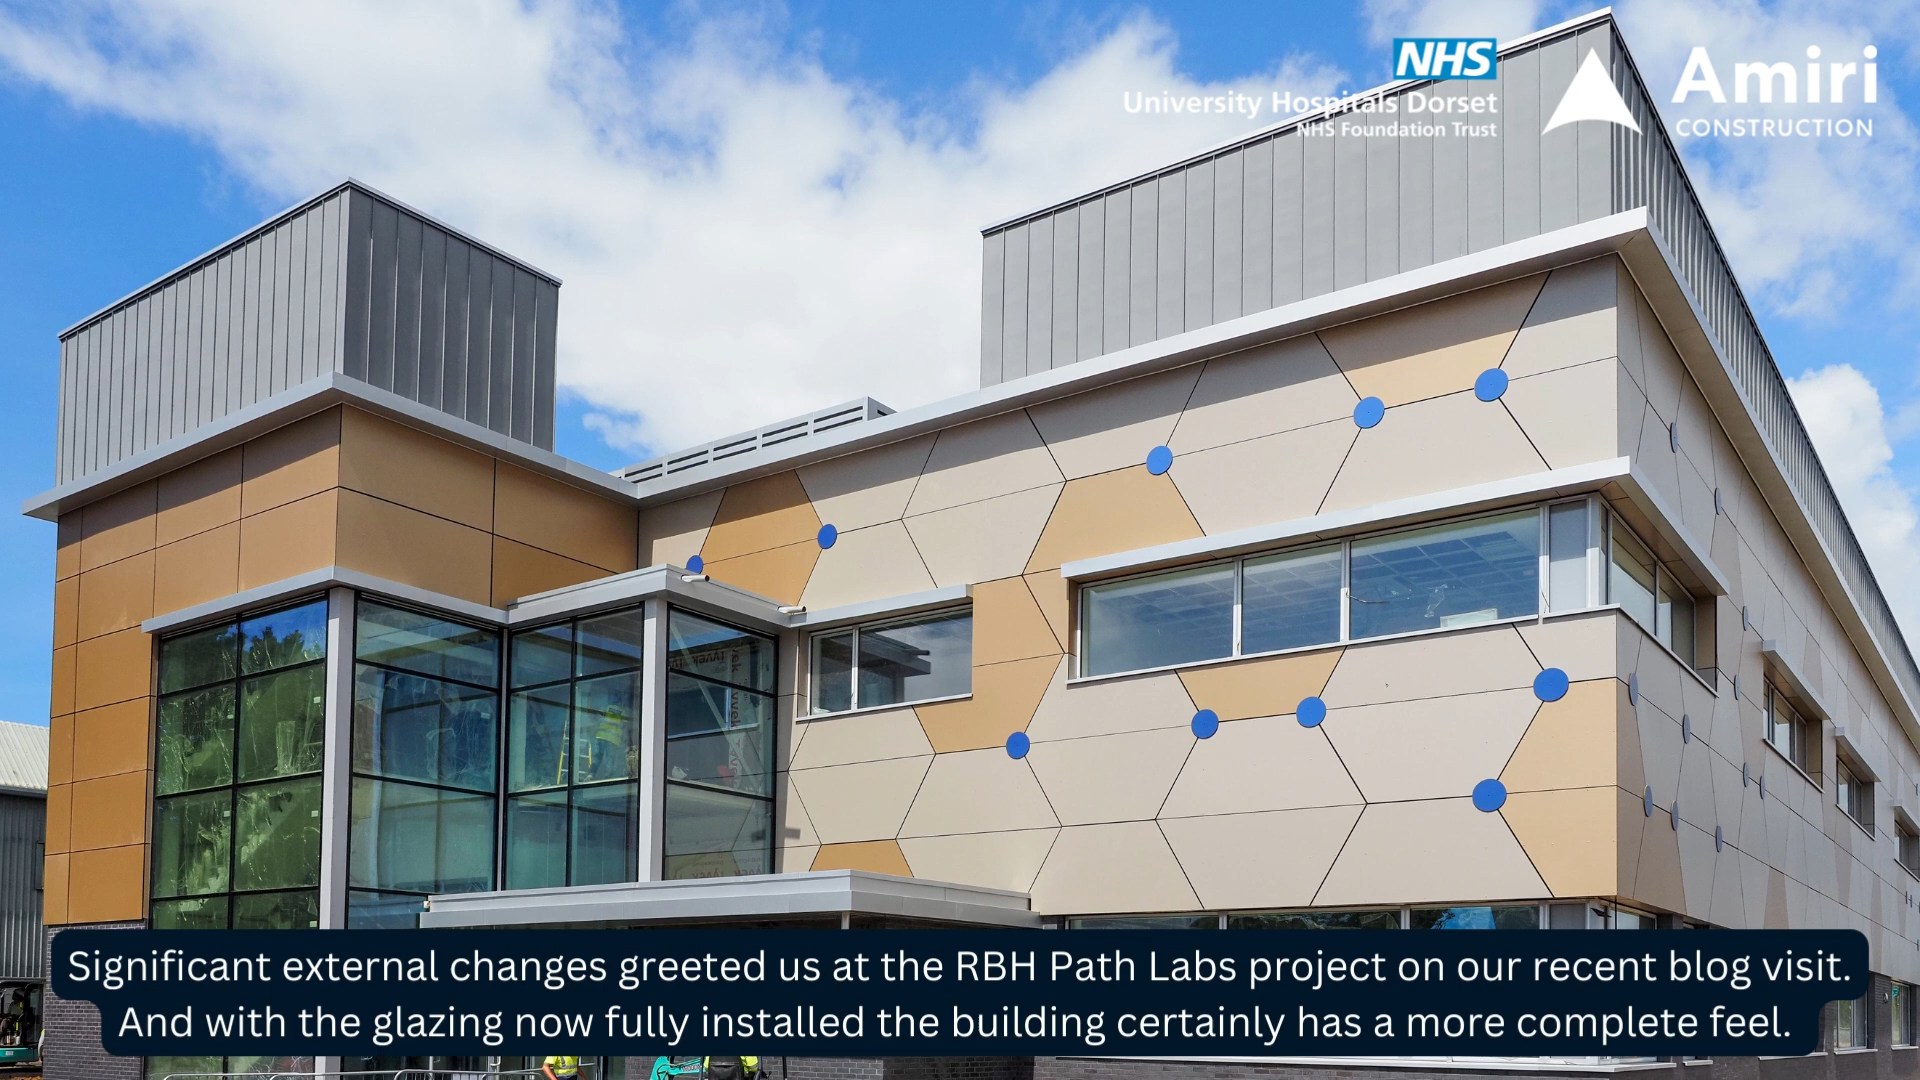 NHS
University Hospitals Dorset
NHS Foundation Trust
Amiri
CONSTRUCTION
Significant external changes greeted us at the RBH Path Labs project on our recent blog visit.
And with the glazing now fully installed the building certainly has a more complete feel.